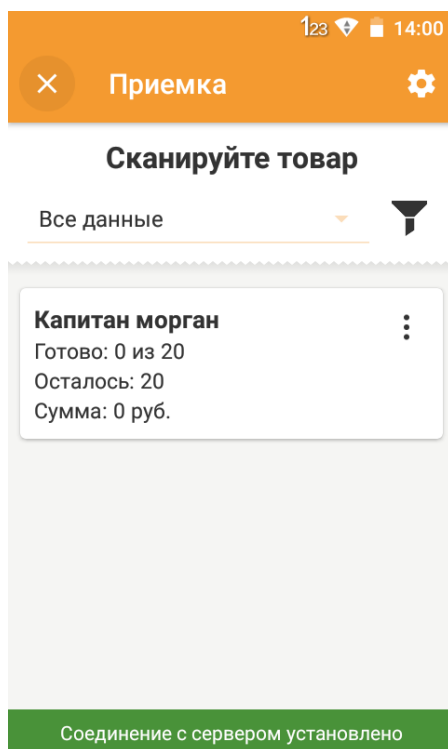 123 14:00
Приемка
Сканируйте товар
Все данные
Капитан морган
Готово: 0 из 20
Осталось: 20
Сумма: 0 руб.
Соединение с сервером установлено